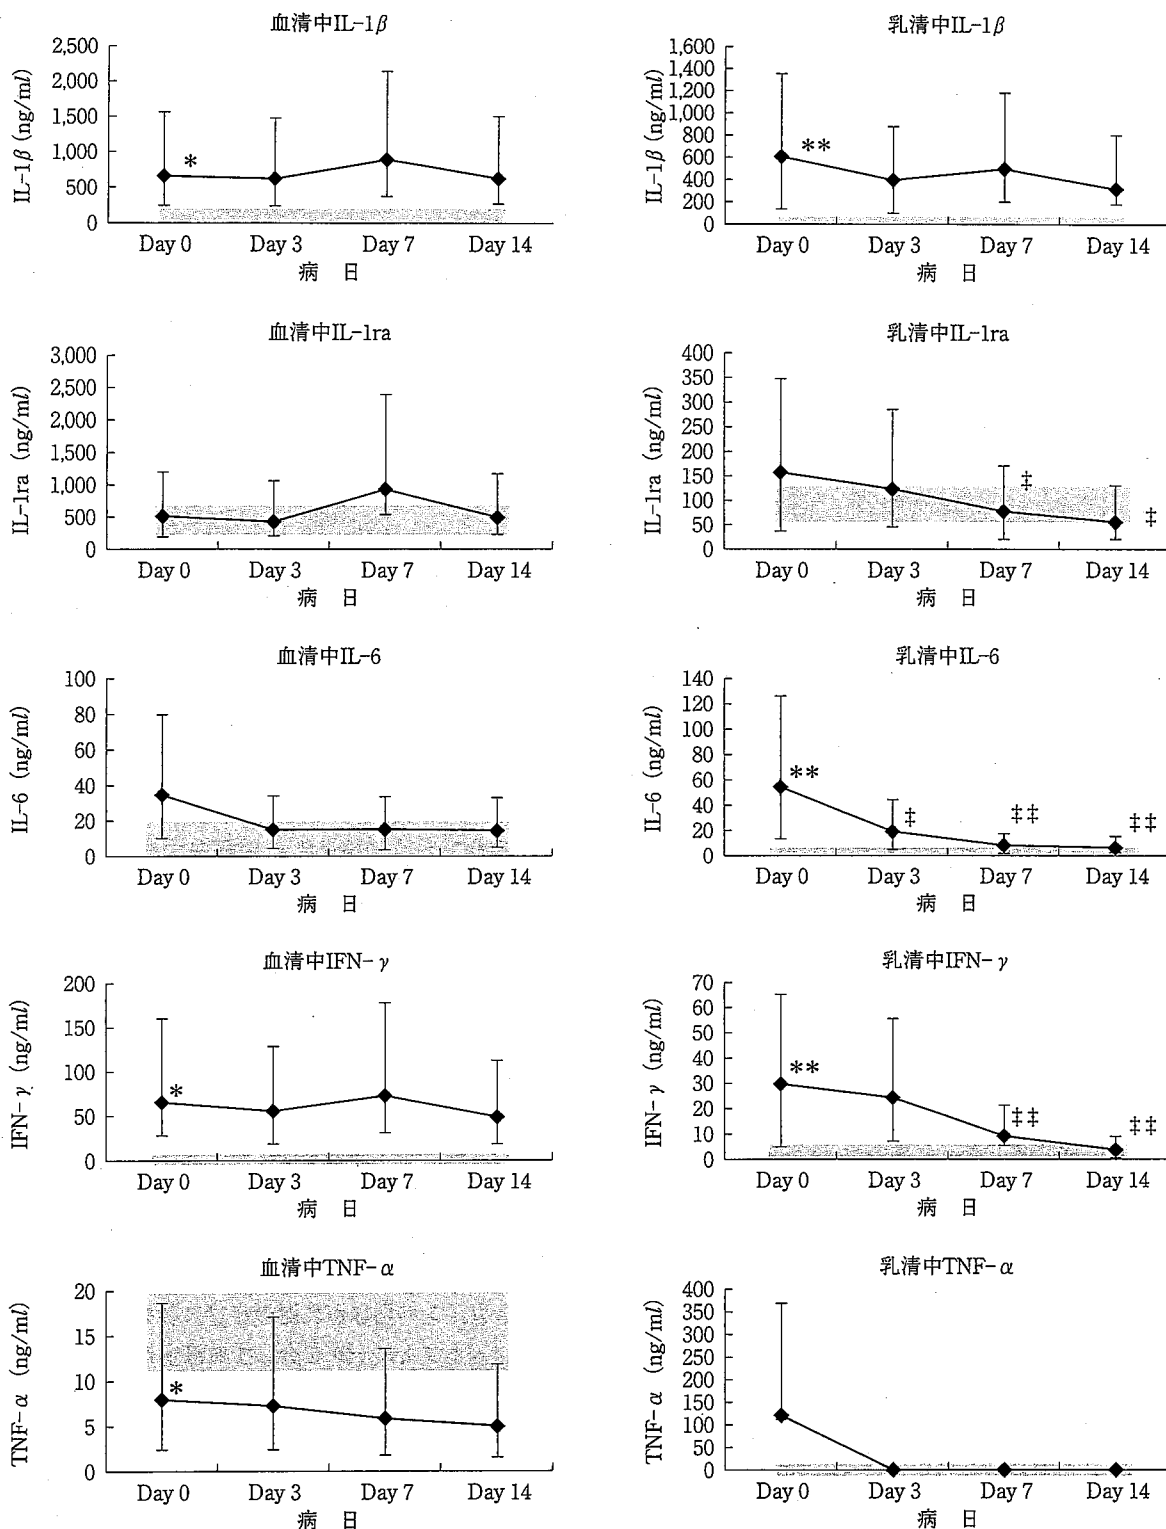 血清中IL-1β
IL-1β (ng/ml)
2,500
2,000
1,500
1,000
500
0
*
Day 0 Day 3 Day 7 Day 14
病 日
乳清中IL-1β
IL-1β (ng/ml)
1,600
1,400
1,200
1,000
800
600
400
200
0
**
Day 0 Day 3 Day 7 Day 14
病 日
血清中IL-1ra
IL-1ra (ng/ml)
3,000
2,500
2,000
1,500
1,000
500
0
Day 0 Day 3 Day 7 Day 14
病 日
乳清中IL-1ra
IL-1ra (ng/ml)
400
350
300
250
200
150
100
50
0
‡
‡
Day 0 Day 3 Day 7 Day 14
病 日
血清中IL-6
IL-6 (ng/ml)
100
80
60
40
20
0
Day 0 Day 3 Day 7 Day 14
病 日
乳清中IL-6
IL-6 (ng/ml)
140
120
100
80
60
40
20
0
**
‡
‡‡
‡‡
Day 0 Day 3 Day 7 Day 14
病 日
血清中IFN-γ
IFN-γ (ng/ml)
200
150
100
50
0
*
Day 0 Day 3 Day 7 Day 14
病 日
乳清中IFN-γ
IFN-γ (ng/ml)
70
60
50
40
30
20
10
0
**
‡‡
‡‡
Day 0 Day 3 Day 7 Day 14
病 日
血清中TNF-α
TNF-α (ng/ml)
20
15
10
5
0
*
Day 0 Day 3 Day 7 Day 14
病 日
乳清中TNF-α
TNF-α (ng/ml)
400
350
300
250
200
150
100
50
0
Day 0 Day 3 Day 7 Day 14
病 日